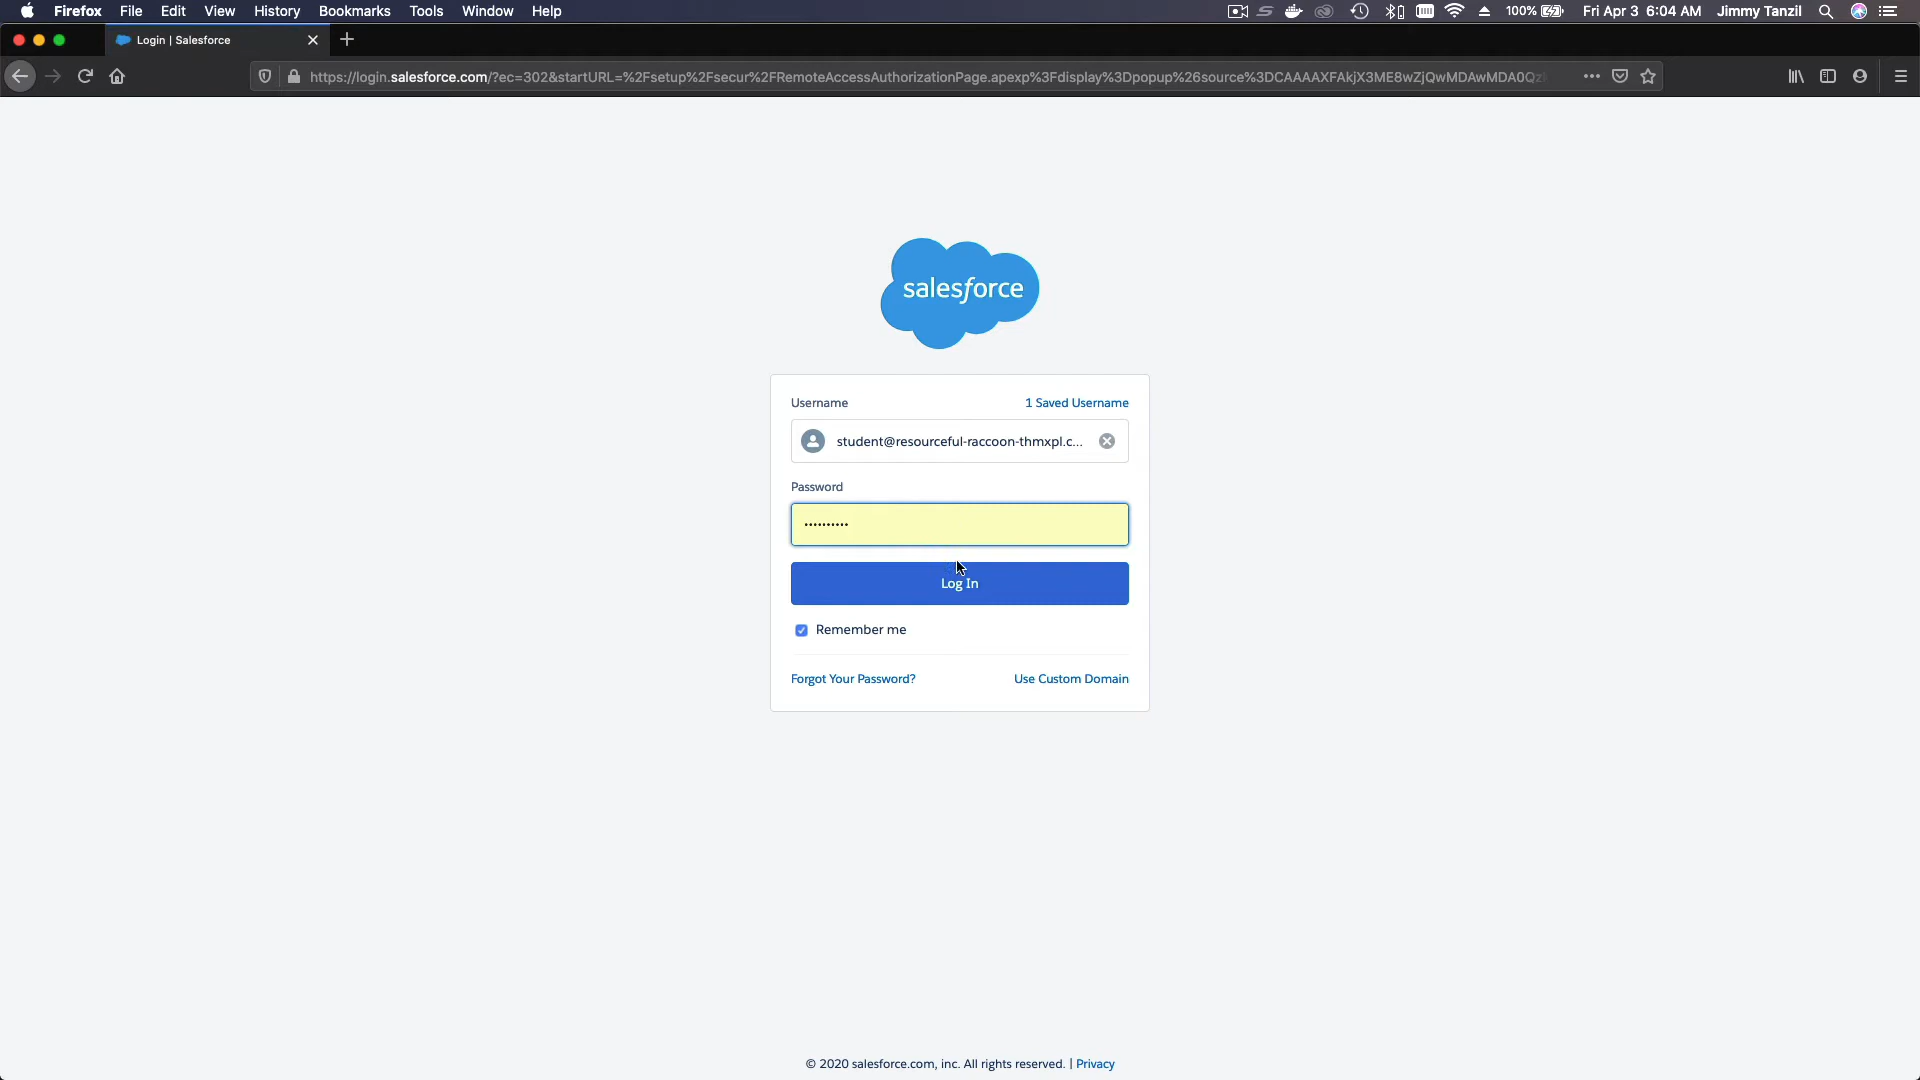 Firefox File Edit View History Bookmarks Tools Window Help 100% Fri Apr 3 6:04 AM Jimmy Tanzil
Login | Salesforce
https://login.salesforce.com/?ec=302&startURL=%2Fsetup%2Fsecur%2FRemoteAccessAuthorizationPage.apexp%3Fdisplay%3Dpopup%26source%3DCAAAAXFAkjX3ME8wZjQwMDAwMDA0Qz
salesforce
Username 1 Saved Username
student@resourceful-raccoon-thmxpl.c...
Password
••••••••••
Log In
Remember me
Forgot Your Password? Use Custom Domain
© 2020 salesforce.com, inc. All rights reserved. | Privacy